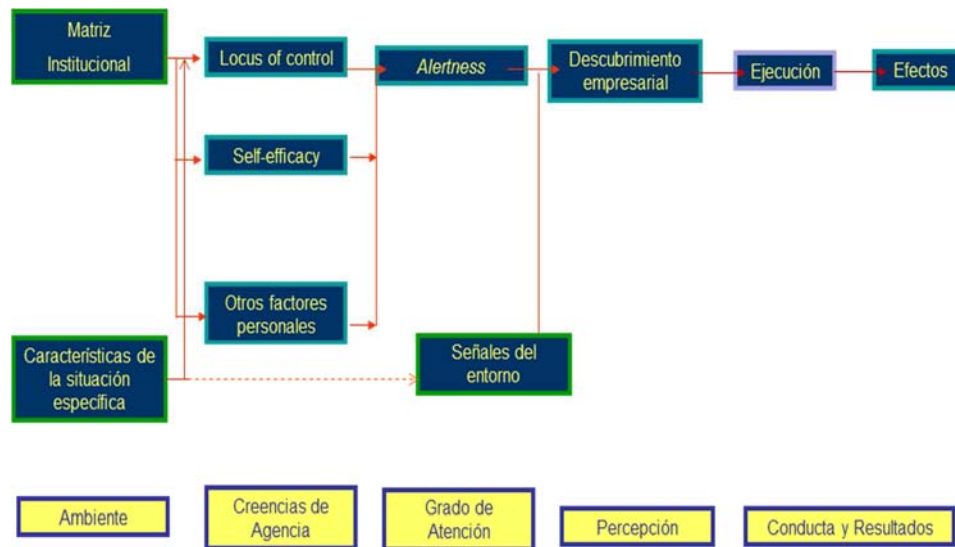 Matriz
Institucional
Locus of control
Alertness
Descubrimiento
empresarial
Ejecución
Efectos
Self-efficacy
Otros factores
personales
Características de
la situación
específica
Señales del
entorno
Ambiente
Creencias de
Agencia
Grado de
Atención
Percepción
Conducta y Resultados